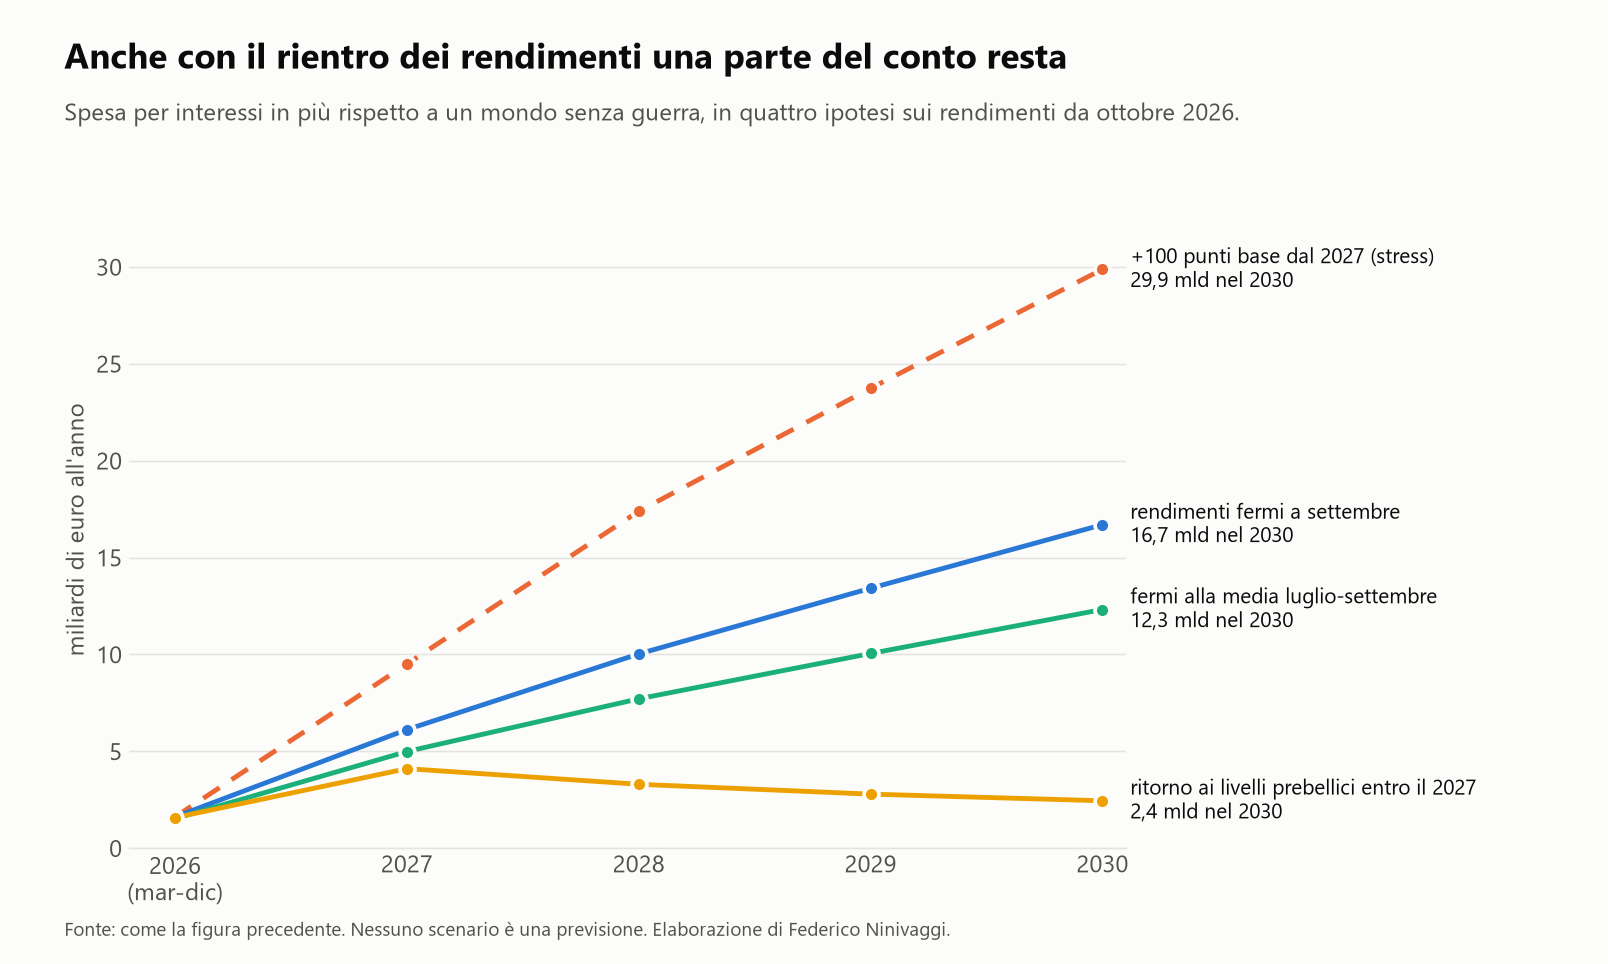 Anche con il rientro dei rendimenti una parte del conto resta
Spesa per interessi in più rispetto a un mondo senza guerra, in quattro ipotesi sui rendimenti da ottobre 2026.
miliardi di euro all'anno
30
25
20
15
10
5
0
+100 punti base dal 2027 (stress)
29,9 mld nel 2030
rendimenti fermi a settembre
16,7 mld nel 2030
fermi alla media luglio-settembre
12,3 mld nel 2030
ritorno ai livelli prebellici entro il 2027
2,4 mld nel 2030
2026
(mar-dic)
2027
2028
2029
2030
Fonte: come la figura precedente. Nessuno scenario è una previsione. Elaborazione di Federico Ninivaggi.